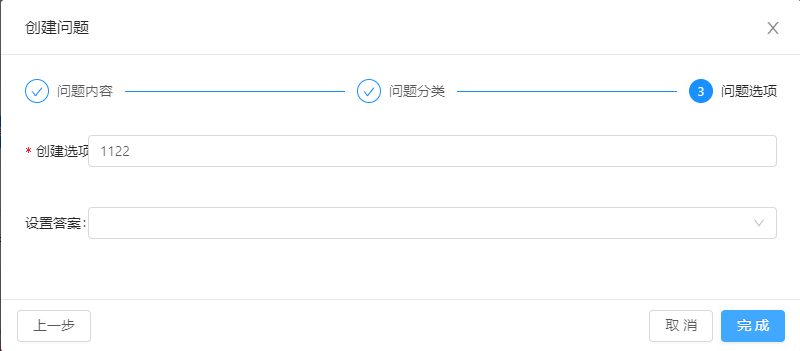 创建问题
问题内容
问题分类
3 问题选项
* 创建选项
1122
设置答案:
上一步
取 消
完 成